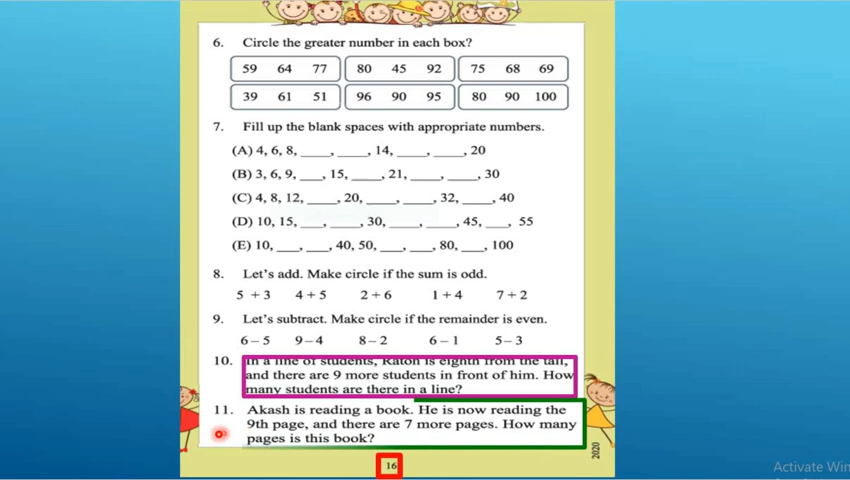 6. Circle the greater number in each box?
59 64 77 80 45 92 75 68 69
39 61 51 96 90 95 80 90 100
7. Fill up the blank spaces with appropriate numbers.
(A) 4, 6, 8, ____, ____, 14, ____, ____, 20
(B) 3, 6, 9, ___, 15, ____, 21, ____, ____, 30
(C) 4, 8, 12, ____, 20, ____, ____, 32, ____, 40
(D) 10, 15, ___, ____, 30, ____, ____, 45, ___, 55
(E) 10, ___, ___, 40, 50, ___, ___, 80, ___, 100
8. Let's add. Make circle if the sum is odd.
5 + 3 4 + 5 2 + 6 1 + 4 7 + 2
9. Let's subtract. Make circle if the remainder is even.
6 – 5 9 – 4 8 – 2 6 – 1 5 – 3
10. In a line of students, Raton is eighth from the tail,
and there are 9 more students in front of him. How
many students are there in a line?
11. Akash is reading a book. He is now reading the
9th page, and there are 7 more pages. How many
pages is this book?
16
2020
Activate Win